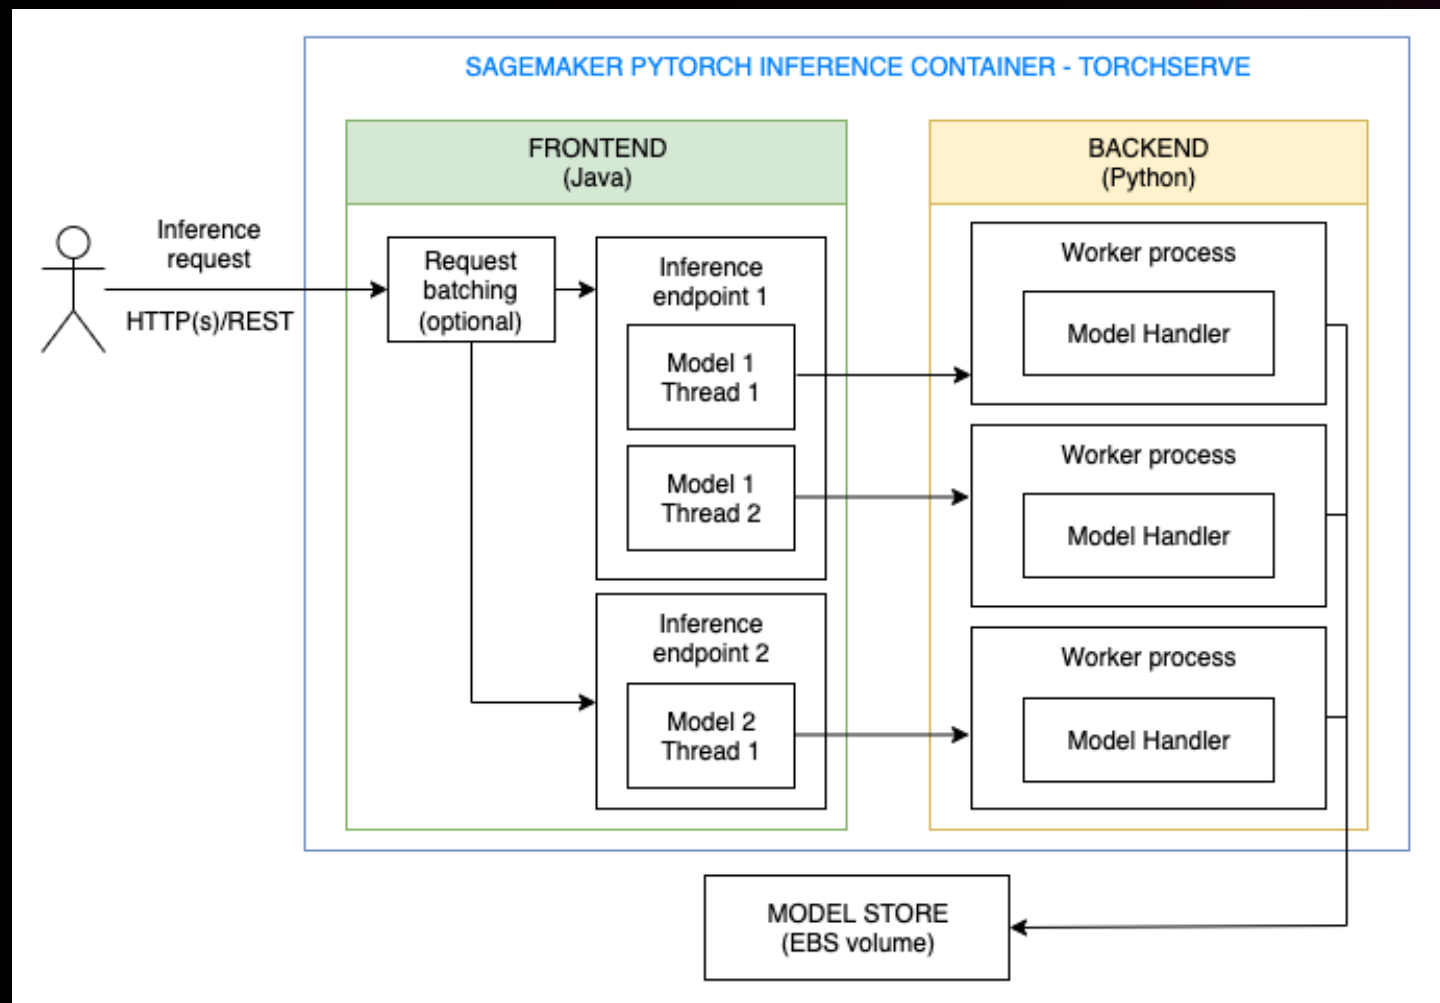 SAGEMAKER PYTORCH INFERENCE CONTAINER - TORCHSERVE
FRONTEND
(Java)
BACKEND
(Python)
Inference
request
HTTP(s)/REST
Request
batching
(optional)
Inference
endpoint 1
Model 1
Thread 1
Model 1
Thread 2
Inference
endpoint 2
Model 2
Thread 1
Worker process
Model Handler
Worker process
Model Handler
Worker process
Model Handler
MODEL STORE
(EBS volume)